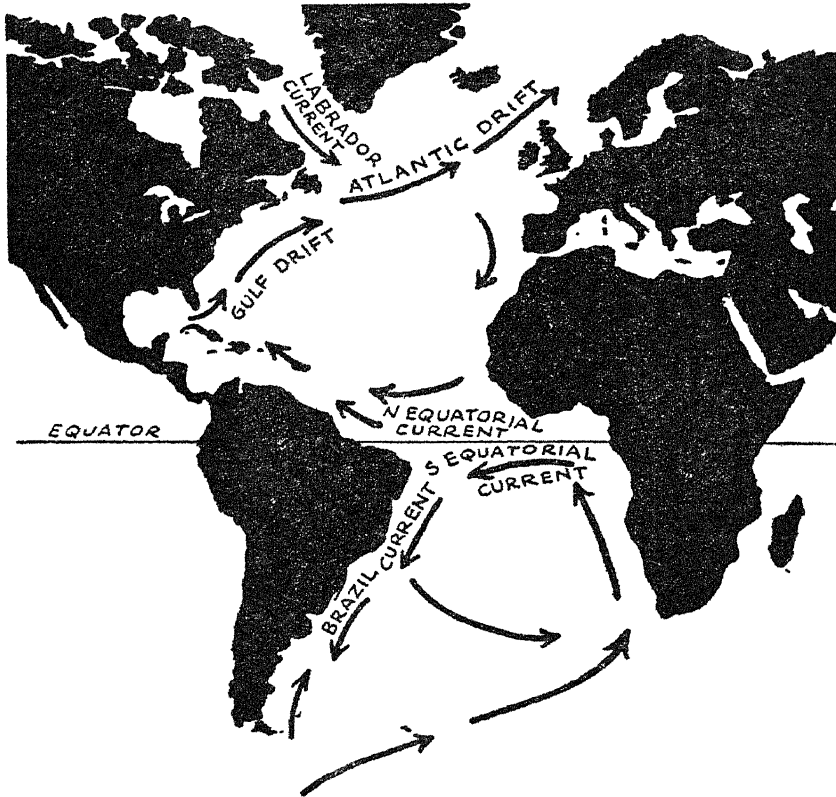 LABRADOR
CURRENT
ATLANTIC DRIFT
GULF DRIFT
N EQUATORIAL
CURRENT
EQUATOR
S EQUATORIAL
CURRENT
BRAZIL CURRENT